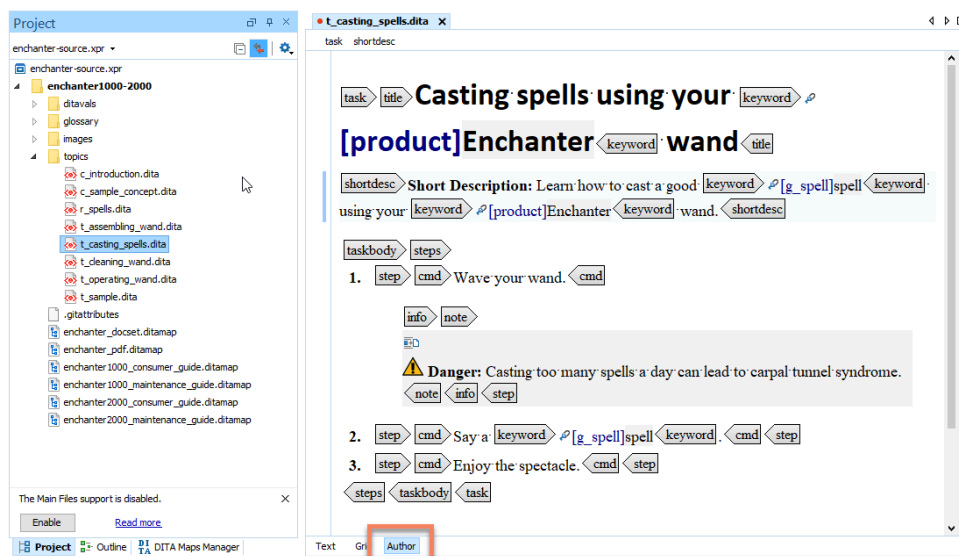 Project
enchanter-source.xpr
enchanter-source.xpr
enchanter1000-2000
ditavals
glossary
images
topics
c_introduction.dita
c_sample_concept.dita
r_spells.dita
t_assembling_wand.dita
t_casting_spells.dita
t_cleaning_wand.dita
t_operating_wand.dita
t_sample.dita
.gitattributes
enchanter_docset.ditamap
enchanter_pdf.ditamap
enchanter1000_consumer_guide.ditamap
enchanter1000_maintenance_guide.ditamap
enchanter2000_consumer_guide.ditamap
enchanter2000_maintenance_guide.ditamap
The Main Files support is disabled.
Enable Read more
Project Outline DITA DITA Maps Manager
t_casting_spells.dita
task shortdesc
task title Casting spells using your keyword
[product]Enchanter keyword wand title
shortdesc Short Description: Learn how to cast a good keyword [g_spell]spell keyword
using your keyword [product]Enchanter keyword wand. shortdesc
taskbody steps
1. step cmd Wave your wand. cmd
info note
Danger: Casting too many spells a day can lead to carpal tunnel syndrome.
note info step
2. step cmd Say a keyword [g_spell]spell keyword . cmd step
3. step cmd Enjoy the spectacle. cmd step
steps taskbody task
Text Author